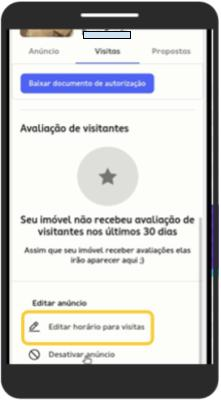 Anúncio Visitas Propostas
Baixar documento de autorização
Avaliação de visitantes
Seu imóvel não recebeu avaliação de
visitantes nos últimos 30 dias
Assim que seu imóvel receber avaliações elas
irão aparecer aqui ;)
Editar anúncio
Editar horário para visitas
Desativar anúncio